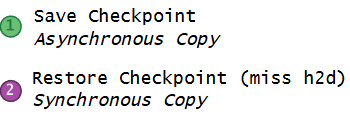 1 Save Checkpoint
Asynchronous Copy
2 Restore Checkpoint (miss h2d)
Synchronous Copy